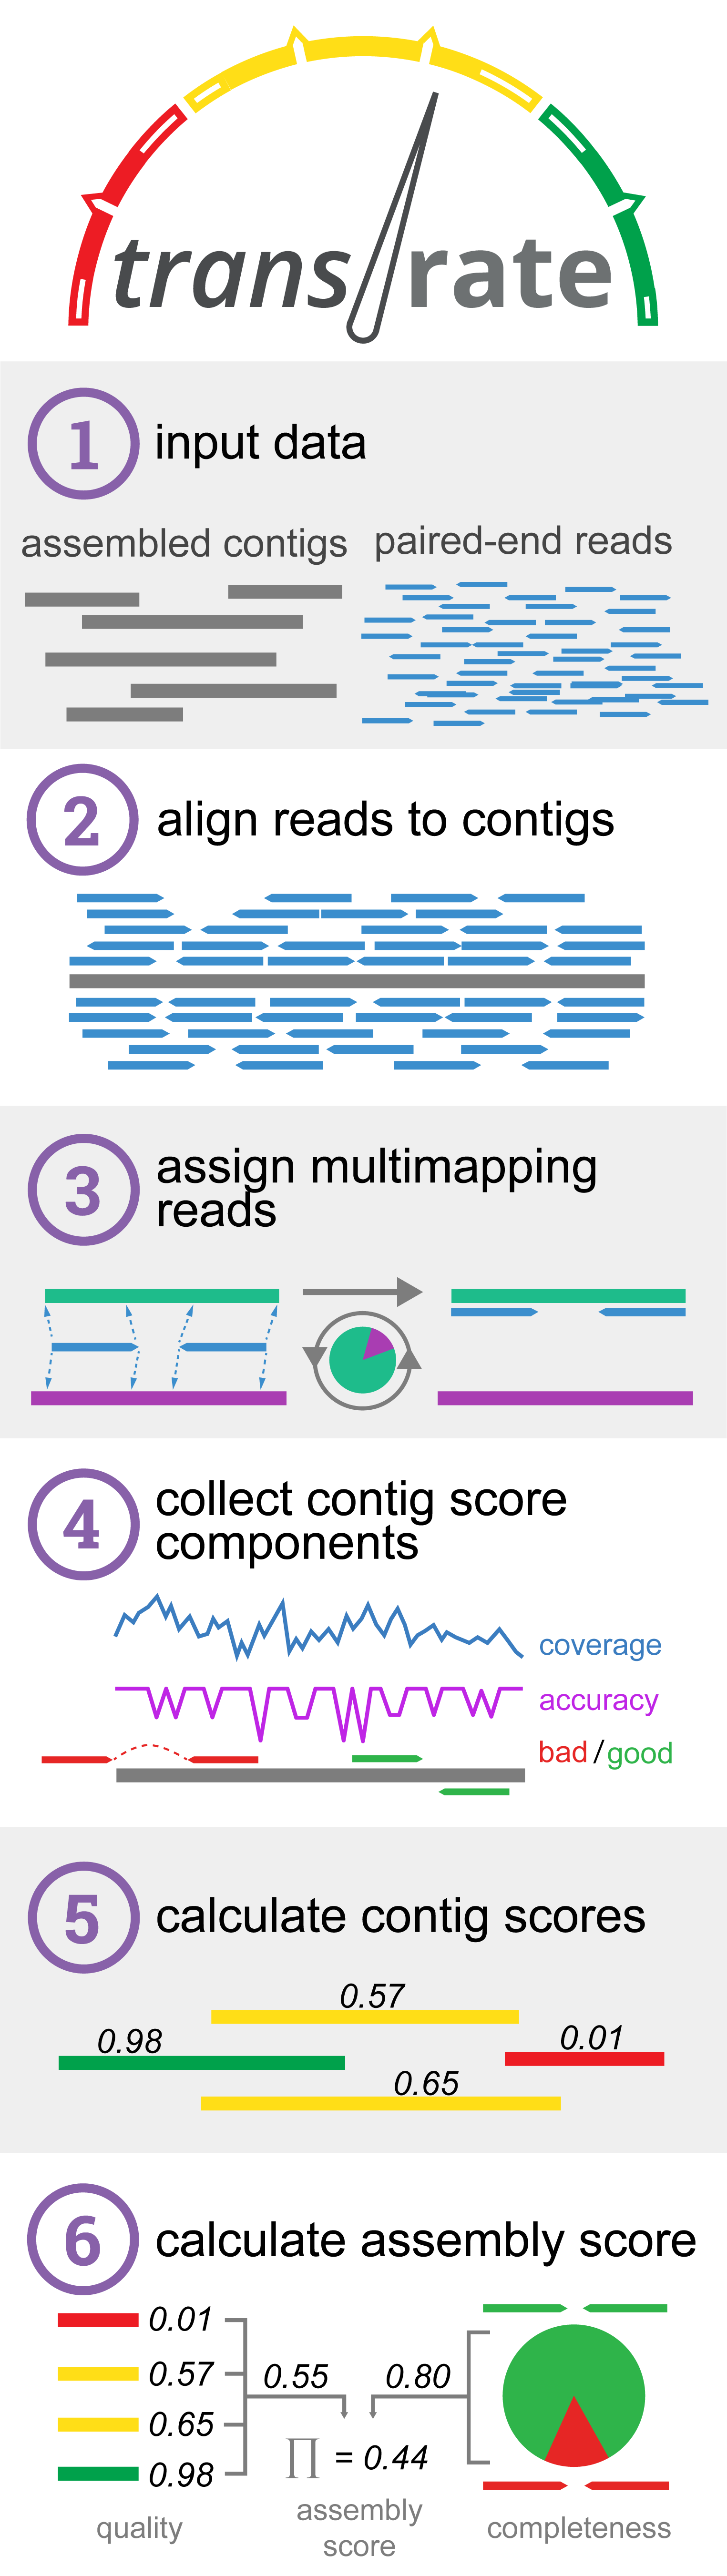 trans/rate
1
input data
assembled contigs
paired-end reads
2
align reads to contigs
3
assign multimapping
reads
4
collect contig score
components
coverage
accuracy
bad/good
5
calculate contig scores
0.57
0.98
0.01
0.65
6
calculate assembly score
0.01
0.57
0.65
0.98
0.55
0.80
∏ = 0.44
quality
assembly
score
completeness